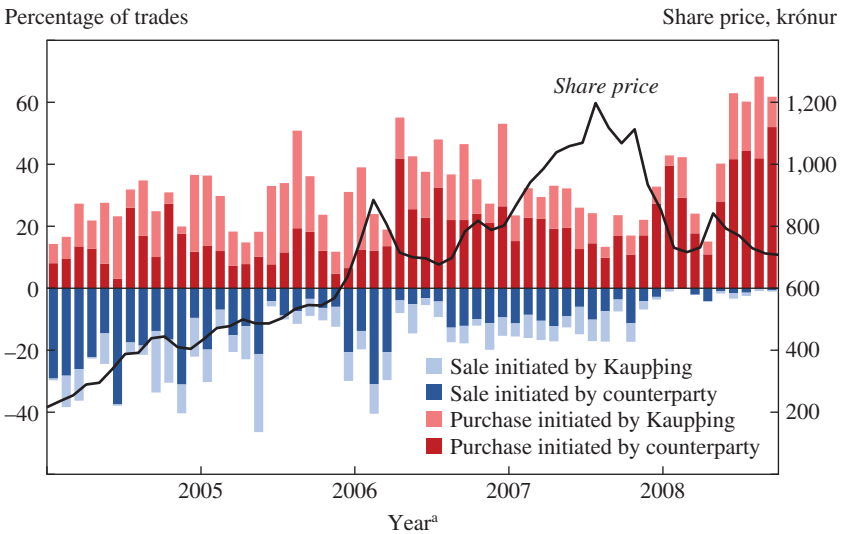 Percentage of trades
Share price, krónur
60
40
20
0
–20
–40
1,200
1,000
800
600
400
200
Share price
Sale initiated by Kaupþing
Sale initiated by counterparty
Purchase initiated by Kaupþing
Purchase initiated by counterparty
2005 2006 2007 2008
Yearᵃ